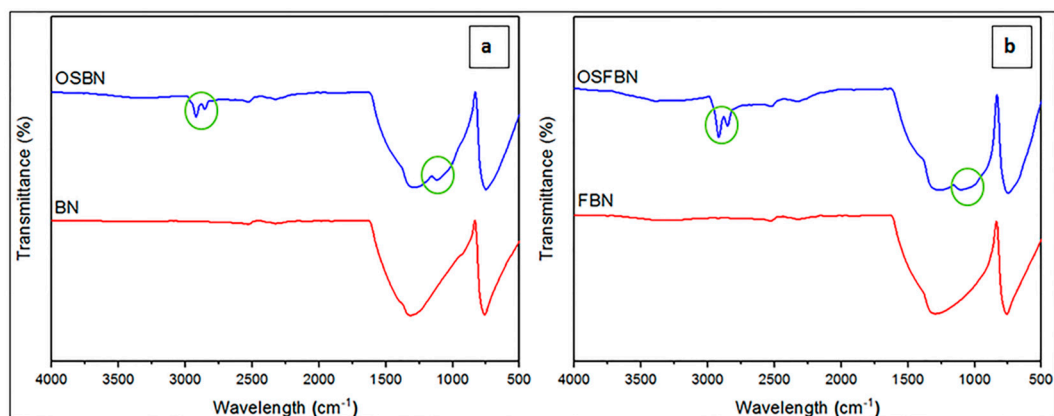 a
OSBN
BN
Transmittance (%)
4000 3500 3000 2500 2000 1500 1000 500
Wavelength (cm⁻¹)
b
OSFBN
FBN
Transmittance (%)
4000 3500 3000 2500 2000 1500 1000 500
Wavelength (cm⁻¹)